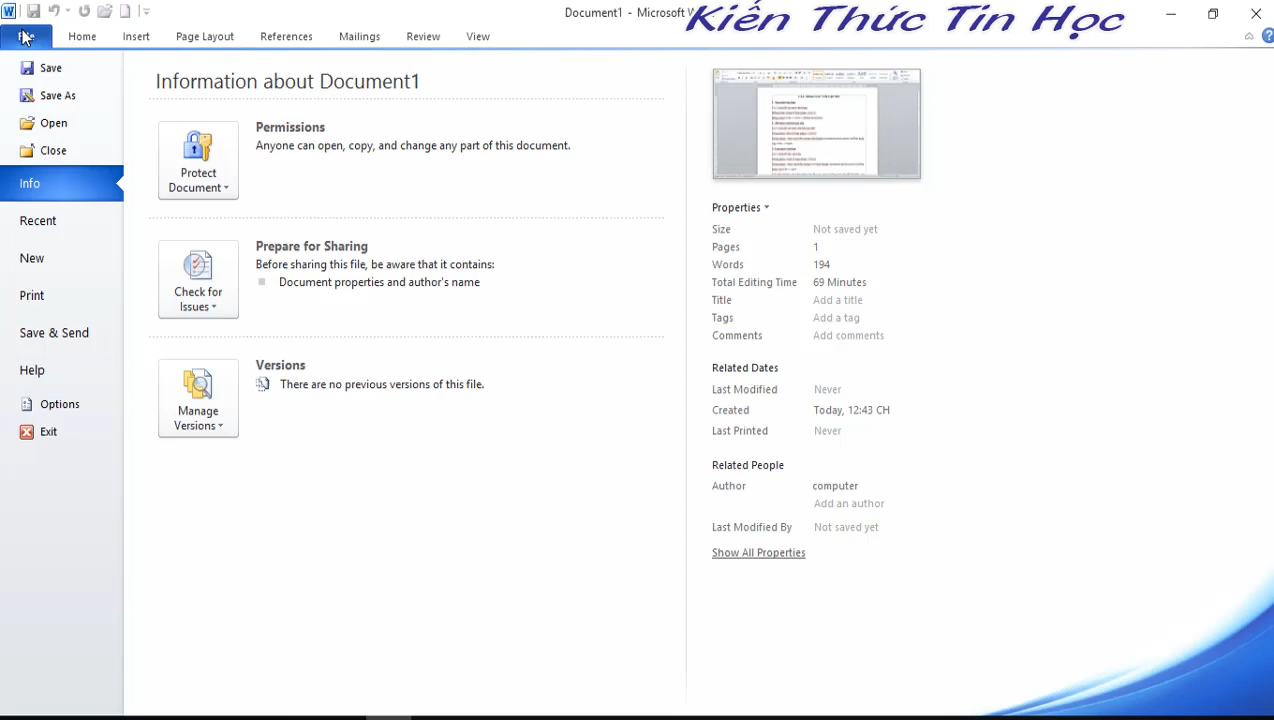 Document1 - Microsoft W
Kiến Thức Tin Học
Home Insert Page Layout References Mailings Review View
Save
Save As
Open
Close
Info
Recent
New
Print
Save & Send
Help
Options
Exit
Information about Document1
Protect
Document
Permissions
Anyone can open, copy, and change any part of this document.
Check for
Issues
Prepare for Sharing
Before sharing this file, be aware that it contains:
Document properties and author's name
Manage
Versions
Versions
There are no previous versions of this file.
Properties
Size Not saved yet
Pages 1
Words 194
Total Editing Time 69 Minutes
Title Add a title
Tags Add a tag
Comments Add comments
Related Dates
Last Modified Never
Created Today, 12:43 CH
Last Printed Never
Related People
Author computer
Add an author
Last Modified By Not saved yet
Show All Properties